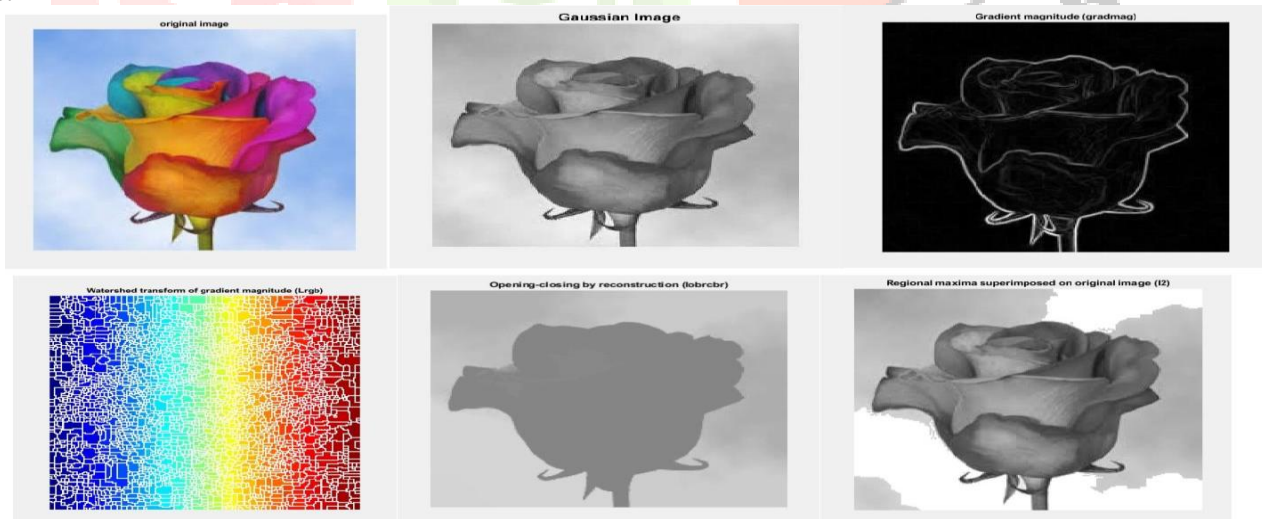 original image
Gaussian Image
Gradient magnitude (gradmag)
Watershed transform of gradient magnitude (Lrgb)
Opening-closing by reconstruction (Iobrcbr)
Regional maxima superimposed on original image (I2)